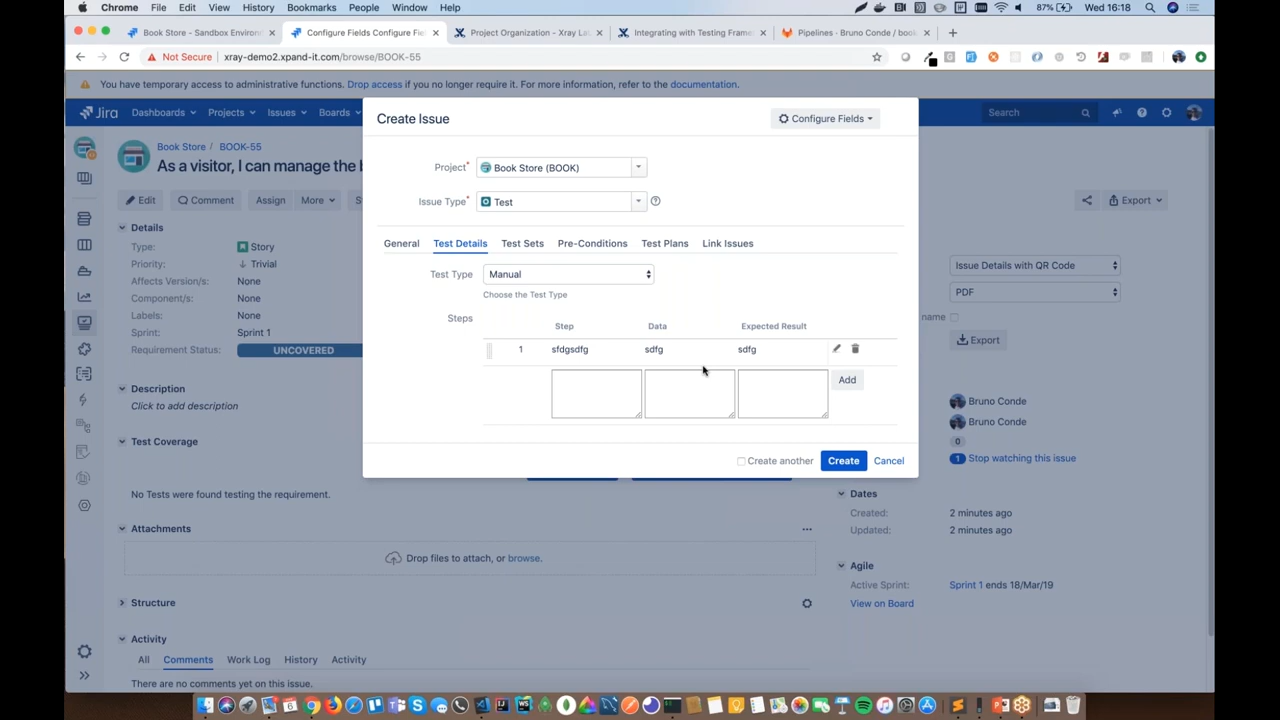 Chrome File Edit View History Bookmarks People Window Help 87% Wed 16:18
Book Store - Sandbox Environ Configure Fields Configure Fie Project Organization - Xray La Integrating with Testing Frame Pipelines - Bruno Conde / book
Not Secure xray-demo2.xpand-it.com/browse/BOOK-55
You have temporary access to administrative functions. Drop access if you no longer require it. For more information, refer to the documentation.
Jira Dashboards Projects Issues Boards Search
Create Issue
Configure Fields
Book Store / BOOK-55
As a visitor, I can manage the b
Project* Book Store (BOOK)
Edit Comment Assign More Export
Issue Type* Test
Details
General Test Details Test Sets Pre-Conditions Test Plans Link Issues
Type: Story
Priority: Trivial
Issue Details with QR Code
Test Type Manual
Affects Version/s: None
Choose the Test Type
PDF
Component/s: None
Labels: None
name
Steps
Step Data Expected Result
Sprint: Sprint 1
Requirement Status: UNCOVERED
Export
1 sfdgsdfg sdfg sdfg
Add
Description
Click to add description
Bruno Conde
Bruno Conde
0
Test Coverage
1 Stop watching this issue
Create another Create Cancel
No Tests were found testing the requirement.
Dates
Created: 2 minutes ago
Updated: 2 minutes ago
Attachments
Drop files to attach, or browse.
Agile
Active Sprint: Sprint 1 ends 18/Mar/19
View on Board
Structure
Activity
All Comments Work Log History Activity
There are no comments yet on this issue.